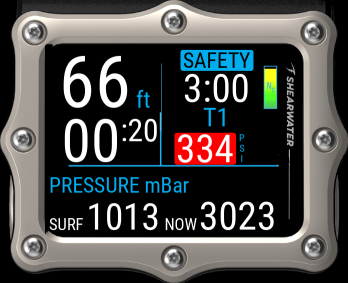 66 ft
SAFETY
3:00
00:20
T1
334 PSI
N₂
SHEARWATER
PRESSURE mBar
SURF 1013 NOW 3023